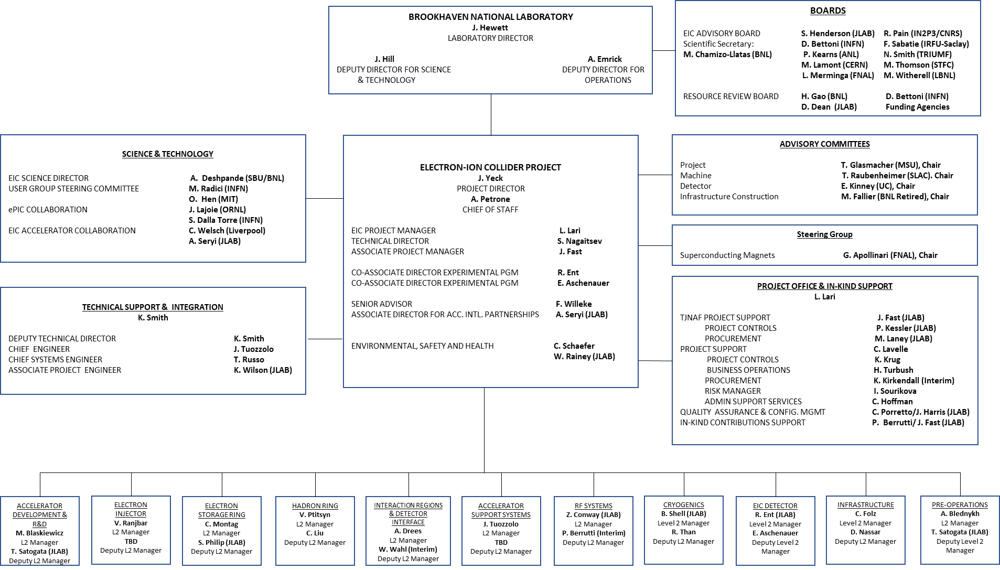 BROOKHAVEN NATIONAL LABORATORY
J. Hewett
LABORATORY DIRECTOR
J. Hill
DEPUTY DIRECTOR FOR SCIENCE
& TECHNOLOGY
A. Emrick
DEPUTY DIRECTOR FOR
OPERATIONS
BOARDS
EIC ADVISORY BOARD S. Henderson (JLAB) R. Pain (IN2P3/CNRS)
Scientific Secretary: D. Bettoni (INFN) F. Sabatie (IRFU-Saclay)
M. Chamizo-Llatas (BNL) P. Kearns (ANL) N. Smith (TRIUMF)
M. Lamont (CERN) M. Thomson (STFC)
L. Merminga (FNAL) M. Witherell (LBNL)
RESOURCE REVIEW BOARD H. Gao (BNL) D. Bettoni (INFN)
D. Dean (JLAB) Funding Agencies
SCIENCE & TECHNOLOGY
EIC SCIENCE DIRECTOR A. Deshpande (SBU/BNL)
USER GROUP STEERING COMMITTEE M. Radici (INFN)
O. Hen (MIT)
ePIC COLLABORATION J. Lajoie (ORNL)
S. Dalla Torre (INFN)
EIC ACCELERATOR COLLABORATION C. Welsch (Liverpool)
A. Seryi (JLAB)
ELECTRON-ION COLLIDER PROJECT
J. Yeck
PROJECT DIRECTOR
A. Petrone
CHIEF OF STAFF
EIC PROJECT MANAGER L. Lari
TECHNICAL DIRECTOR S. Nagaitsev
ASSOCIATE PROJECT MANAGER J. Fast
CO-ASSOCIATE DIRECTOR EXPERIMENTAL PGM R. Ent
CO-ASSOCIATE DIRECTOR EXPERIMENTAL PGM E. Aschenauer
SENIOR ADVISOR F. Willeke
ASSOCIATE DIRECTOR FOR ACC. INTL. PARTNERSHIPS A. Seryi (JLAB)
ENVIRONMENTAL, SAFETY AND HEALTH C. Schaefer
W. Rainey (JLAB)
ADVISORY COMMITTEES
Project T. Glasmacher (MSU), Chair
Machine T. Raubenheimer (SLAC). Chair
Detector E. Kinney (UC), Chair
Infrastructure Construction M. Fallier (BNL Retired), Chair
Steering Group
Superconducting Magnets G. Apollinari (FNAL), Chair
TECHNICAL SUPPORT & INTEGRATION
K. Smith
DEPUTY TECHNICAL DIRECTOR K. Smith
CHIEF ENGINEER J. Tuozzolo
CHIEF SYSTEMS ENGINEER T. Russo
ASSOCIATE PROJECT ENGINEER K. Wilson (JLAB)
PROJECT OFFICE & IN-KIND SUPPORT
L. Lari
TJNAF PROJECT SUPPORT J. Fast (JLAB)
PROJECT CONTROLS P. Kessler (JLAB)
PROCUREMENT M. Laney (JLAB)
PROJECT SUPPORT C. Lavelle
PROJECT CONTROLS K. Krug
BUSINESS OPERATIONS H. Turbush
PROCUREMENT K. Kirkendall (Interim)
RISK MANAGER I. Sourikova
ADMIN SUPPORT SERVICES C. Hoffman
QUALITY ASSURANCE & CONFIG. MGMT C. Porretto/J. Harris (JLAB)
IN-KIND CONTRIBUTIONS SUPPORT P. Berrutti/ J. Fast (JLAB)
ACCELERATOR
DEVELOPMENT &
R&D
M. Blaskiewicz
L2 Manager
T. Satogata (JLAB)
Deputy L2 Manager
ELECTRON
INJECTOR
V. Ranjbar
L2 Manager
TBD
Deputy L2 Manager
ELECTRON
STORAGE RING
C. Montag
L2 Manager
S. Philip (JLAB)
Deputy L2 Manager
HADRON RING
V. Ptitsyn
L2 Manager
C. Liu
Deputy L2 Manager
INTERACTION REGIONS
& DETECTOR
INTERFACE
A. Drees
L2 Manager
W. Wahl (Interim)
Deputy L2 Manager
ACCELERATOR
SUPPORT SYSTEMS
J. Tuozzolo
L2 Manager
TBD
Deputy L2 Manager
RF SYSTEMS
Z. Conway (JLAB)
L2 Manager
P. Berrutti (Interim)
Deputy L2 Manager
CRYOGENICS
B. Shell (JLAB)
Level 2 Manager
R. Than
Deputy L2 Manager
EIC DETECTOR
R. Ent (JLAB)
Level 2 Manager
E. Aschenauer
Deputy Level 2
Manager
INFRASTRUCTURE
C. Folz
Level 2 Manager
D. Nassar
Deputy L2 Manager
PRE-OPERATIONS
A. Blednykh
L2 Manager
T. Satogata (JLAB)
Deputy Level 2
Manager